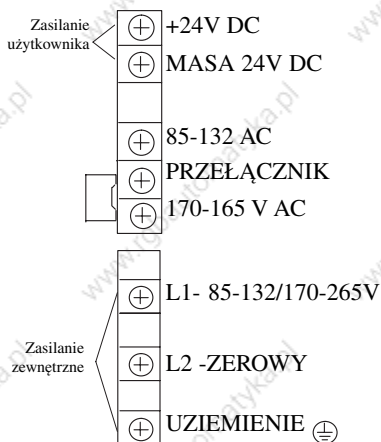 Zasilanie
użytkownika
+24V DC
MASA 24V DC
85-132 AC
PRZEŁĄCZNIK
170-165 V AC
L1- 85-132/170-265V
Zasilanie
zewnętrzne
L2 -ZEROWY
UZIEMIENIE